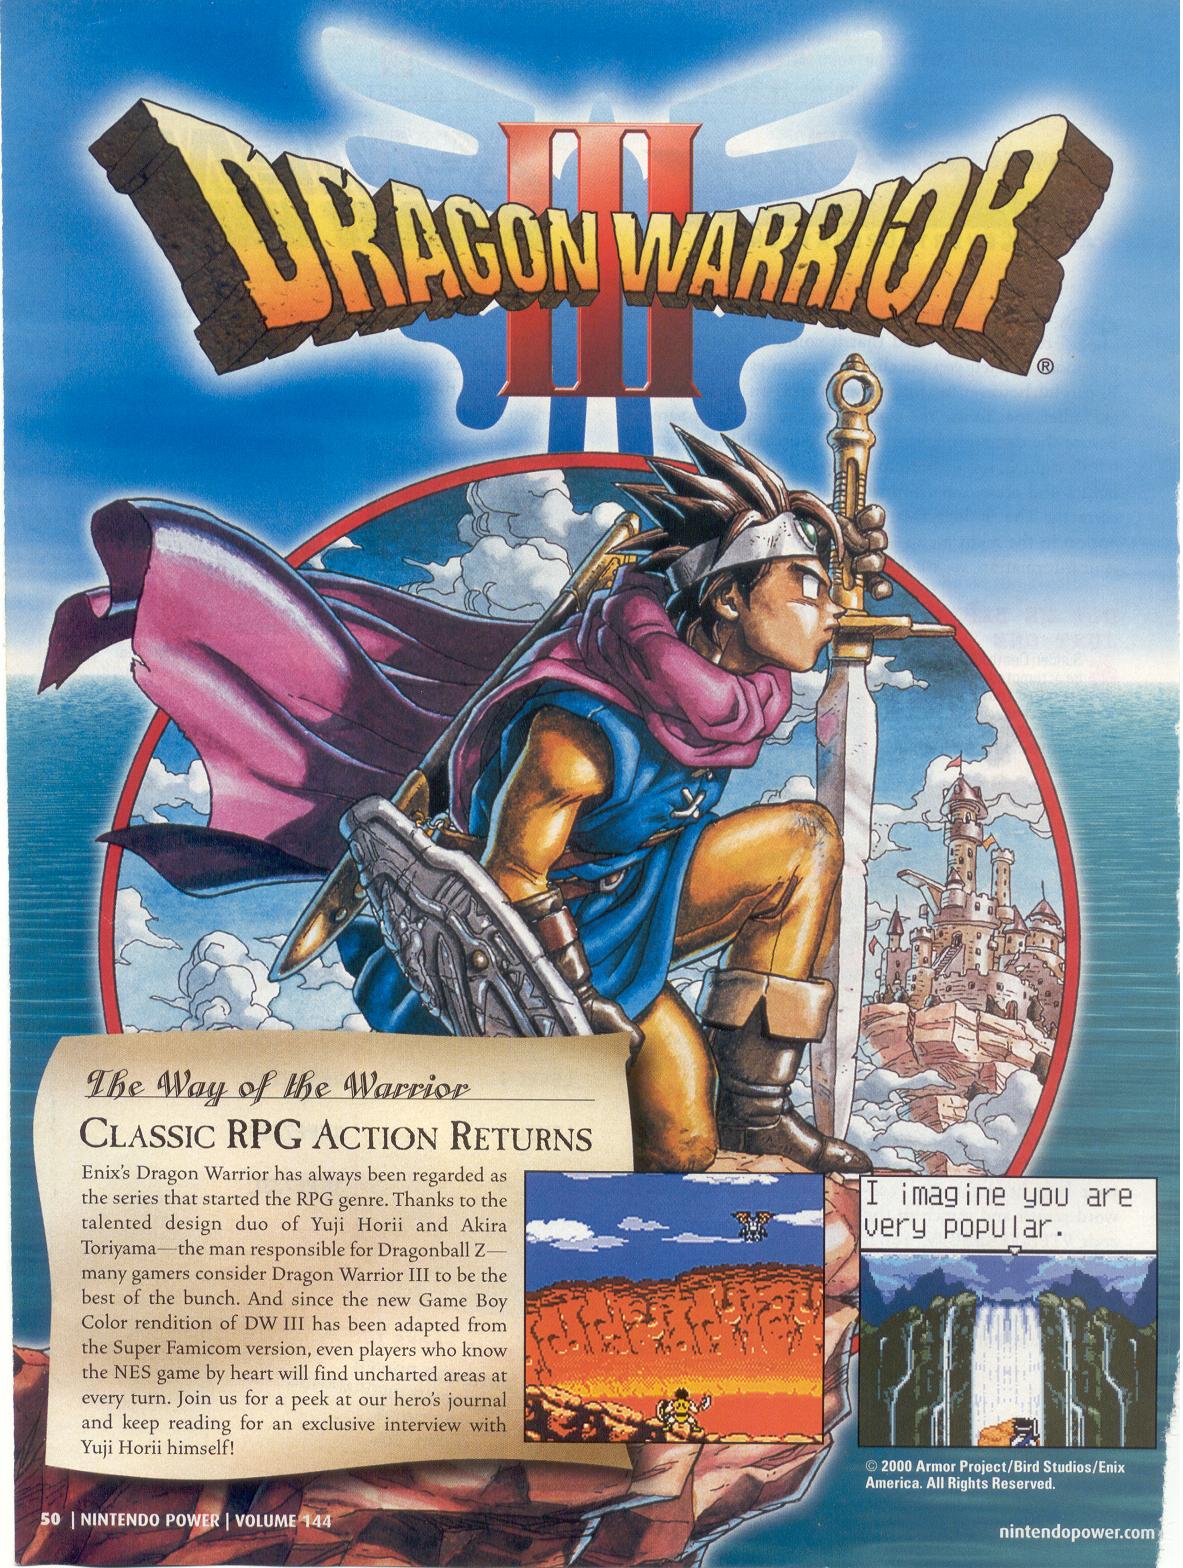 III
DRAGON WARRIOR
®
The Way of the Warrior
CLASSIC RPG ACTION RETURNS
Enix's Dragon Warrior has always been regarded as
the series that started the RPG genre. Thanks to the
talented design duo of Yuji Horii and Akira
Toriyama—the man responsible for Dragonball Z—
many gamers consider Dragon Warrior III to be the
best of the bunch. And since the new Game Boy
Color rendition of DW III has been adapted from
the Super Famicom version, even players who know
the NES game by heart will find uncharted areas at
every turn. Join us for a peek at our hero's journal
and keep reading for an exclusive interview with
Yuji Horii himself!
I imagine you are
very popular.
© 2000 Armor Project/Bird Studios/Enix
America. All Rights Reserved.
50 | NINTENDO POWER | VOLUME 144
nintendopower.com